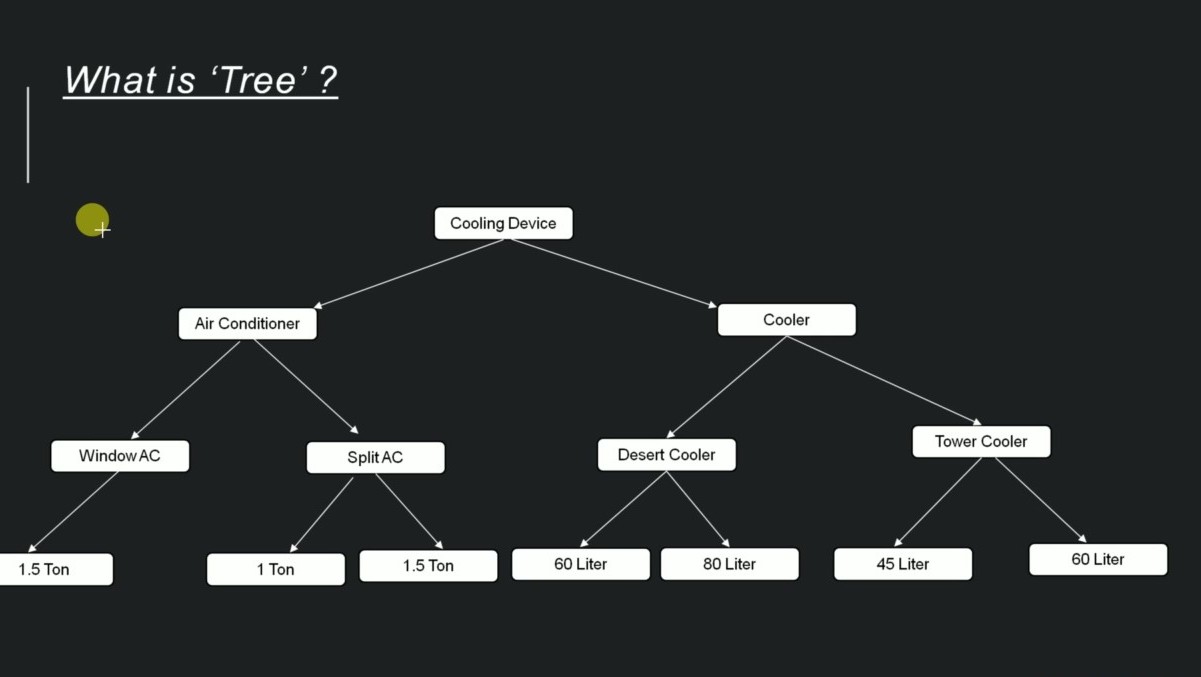 What is ‘Tree’ ?
Cooling Device
Air Conditioner
Cooler
Window AC
Split AC
Desert Cooler
Tower Cooler
1.5 Ton
1 Ton
1.5 Ton
60 Liter
80 Liter
45 Liter
60 Liter